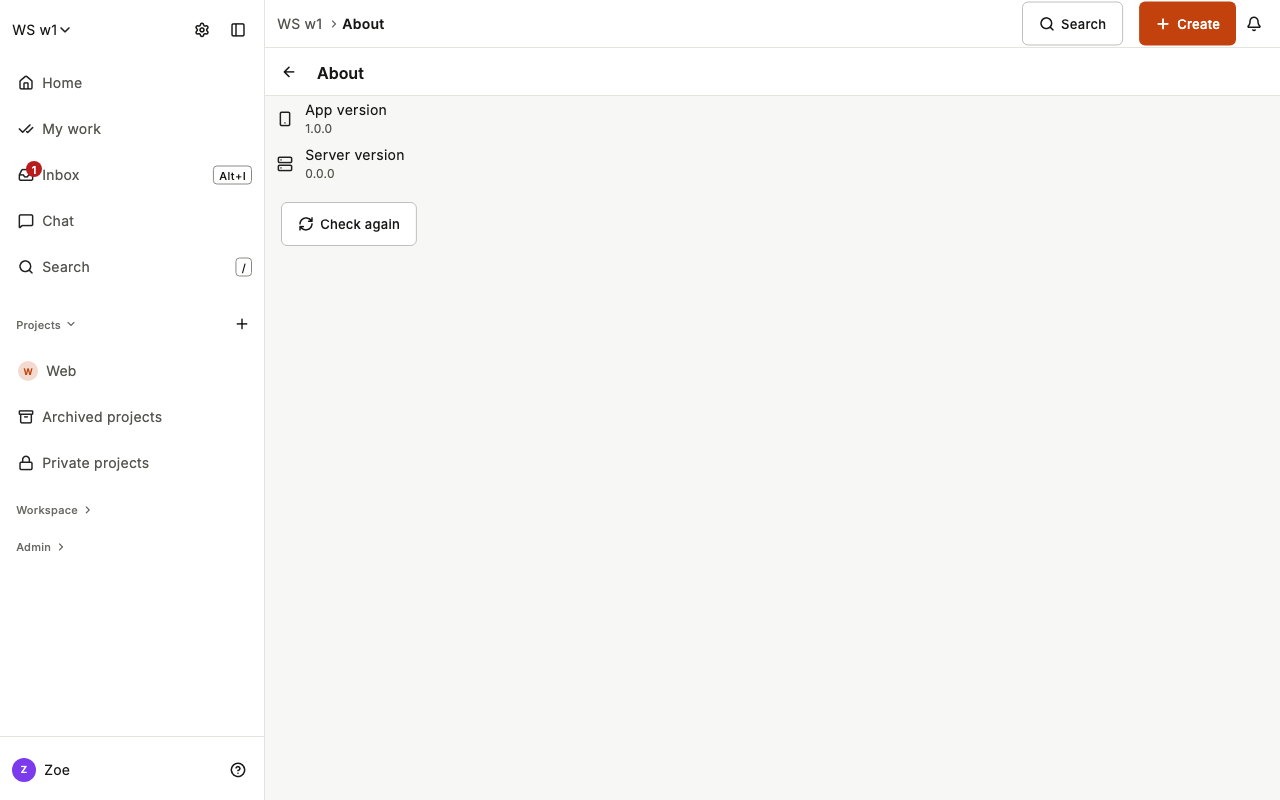 WS w1
Home
My work
1
Inbox
Alt+I
Chat
Search
/
Projects
W
Web
Archived projects
Private projects
Workspace
Admin
Z
Zoe
WS w1 > About
Search
Create
About
App version
1.0.0
Server version
0.0.0
Check again